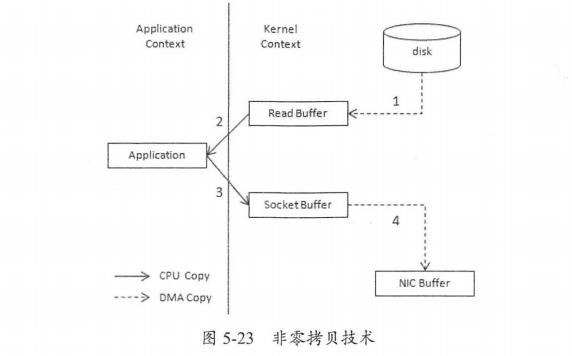 Application
Context
Kernel
Context
disk
1
Read Buffer
2
Application
3
Socket Buffer
4
NIC Buffer
CPU Copy
DMA Copy
图 5-23 非零拷贝技术